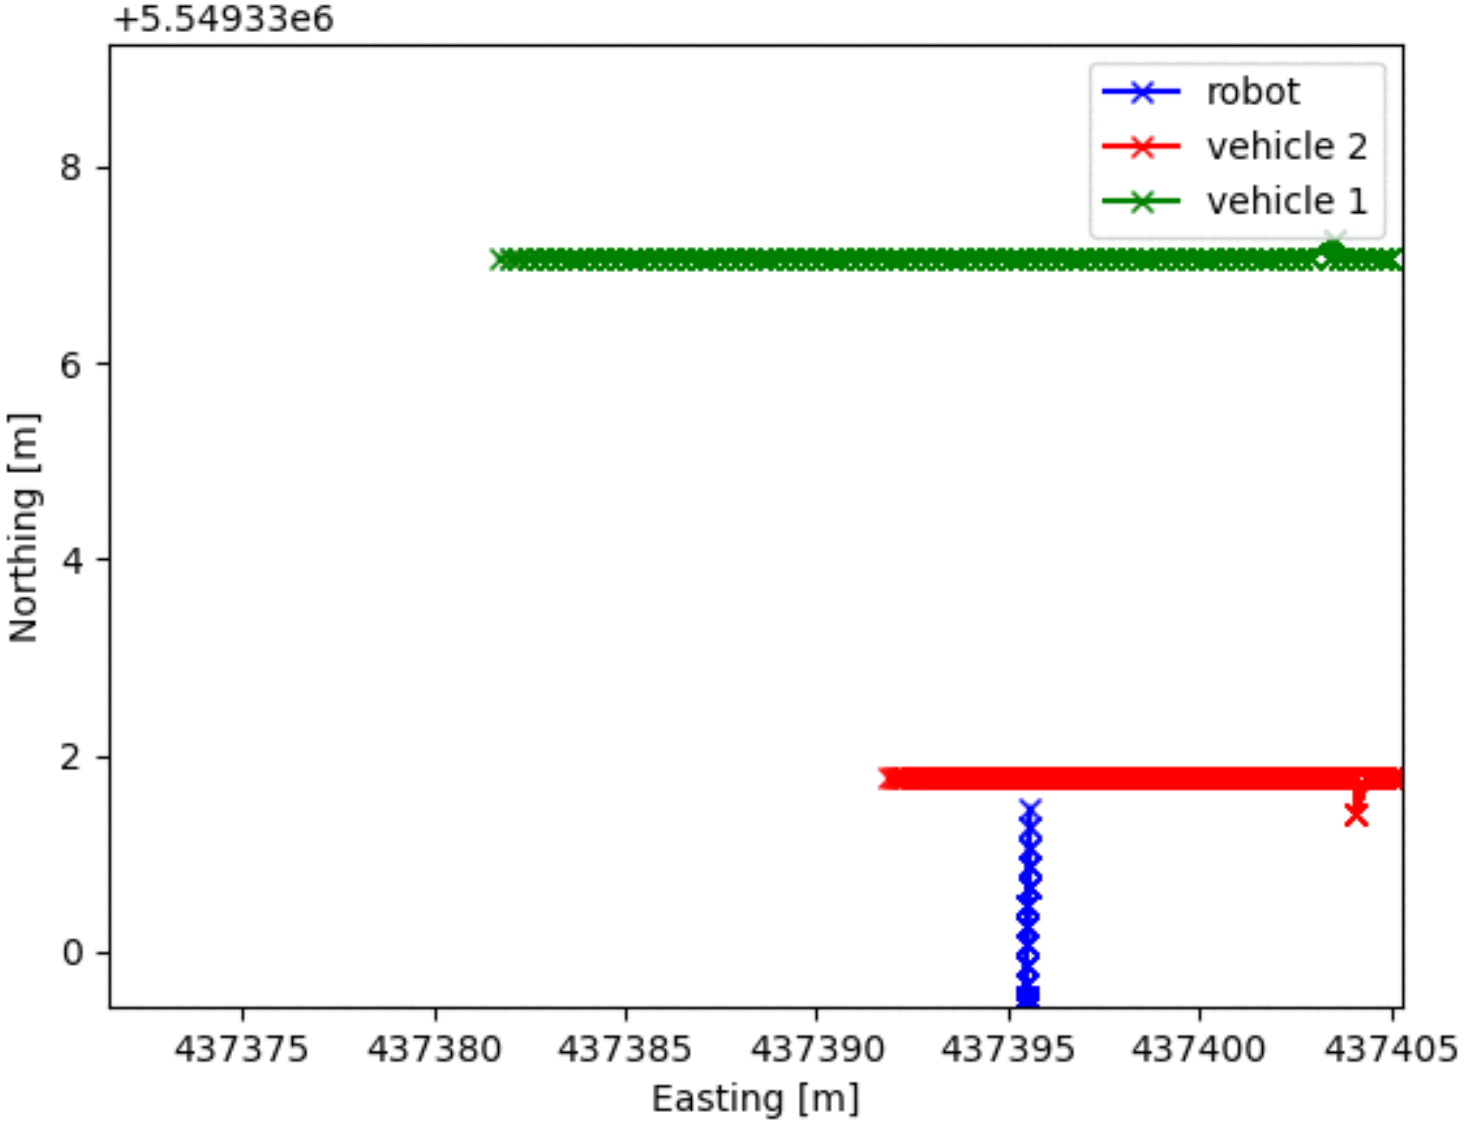 +5.54933e6
robot
vehicle 2
vehicle 1
8
6
4
2
0
Northing [m]
437375 437380 437385 437390 437395 437400 437405
Easting [m]